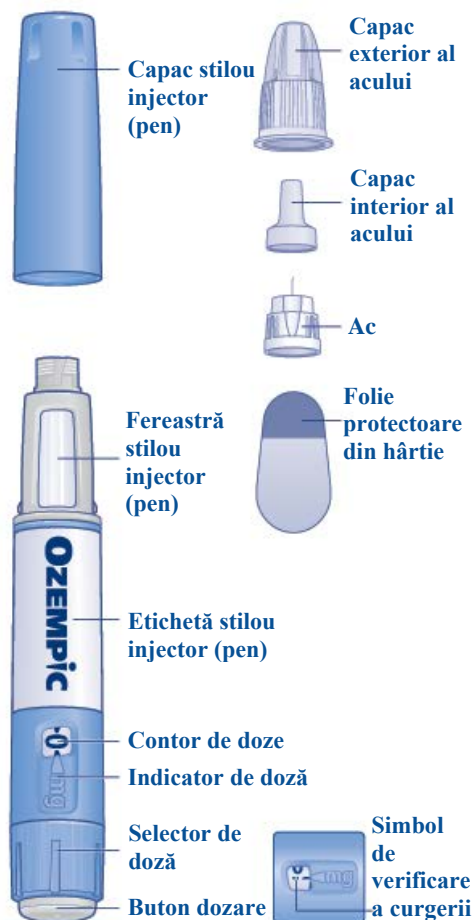 Capac stilou
injector
(pen)
Capac
exterior al
acului
Capac
interior al
acului
Ac
Folie
protectoare
din hârtie
Fereastră
stilou
injector
(pen)
OZEMPIC
Etichetă stilou
injector (pen)
0
mg
Contor de doze
Indicator de doză
Selector de
doză
Buton dozare
mg
Simbol
de
verificare
a curgerii